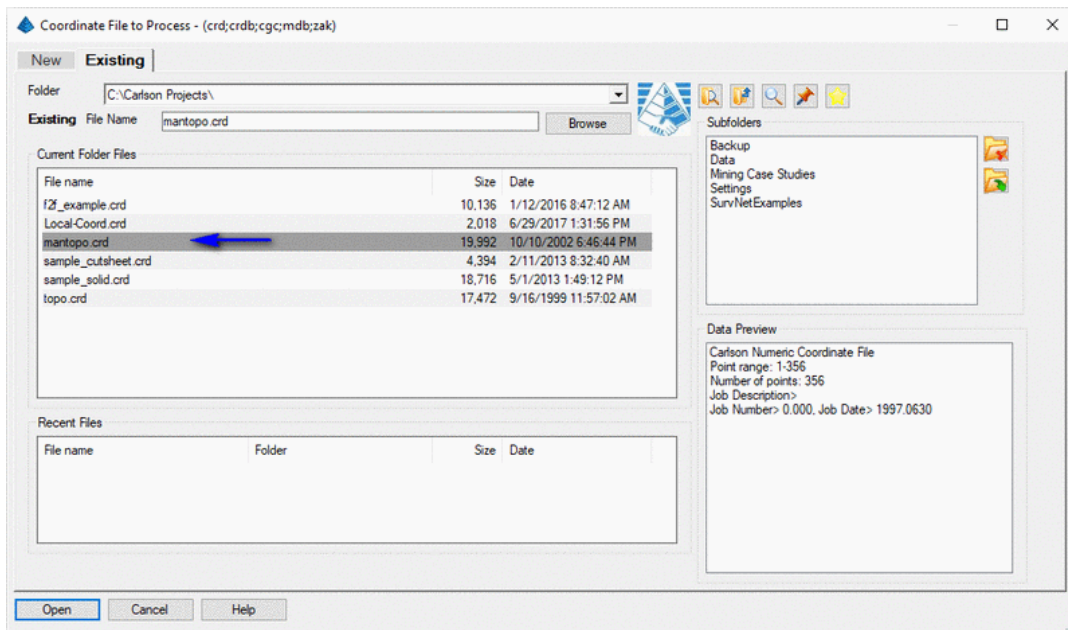 Coordinate File to Process - (crd;crdb;cgc;mdb;zak)
New Existing
Folder C:\Carlson Projects\
Existing File Name mantopo.crd Browse
Current Folder Files
File name Size Date
f2f_example.crd 10,136 1/12/2016 8:47:12 AM
Local-Coord.crd 2,018 6/29/2017 1:31:56 PM
mantopo.crd 19,992 10/10/2002 6:46:44 PM
sample_cutsheet.crd 4,394 2/11/2013 8:32:40 AM
sample_solid.crd 18,716 5/1/2013 1:49:12 PM
topo.crd 17,472 9/16/1999 11:57:02 AM
Recent Files
File name Folder Size Date
Subfolders
Backup
Data
Mining Case Studies
Settings
SurvNetExamples
Data Preview
Carlson Numeric Coordinate File
Point range: 1-356
Number of points: 356
Job Description>
Job Number> 0.000, Job Date> 1997.0630
Open Cancel Help